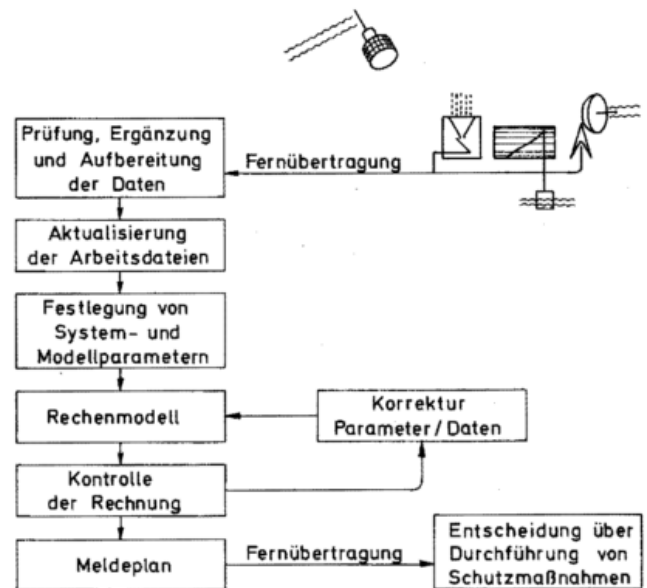 Prüfung, Ergänzung
und Aufbereitung
der Daten
Fernübertragung
Aktualisierung
der Arbeitsdateien
Festlegung von
System- und
Modellparametern
Rechenmodell
Korrektur
Parameter/Daten
Kontrolle
der Rechnung
Meldeplan
Fernübertragung
Entscheidung über
Durchführung von
Schutzmaßnahmen